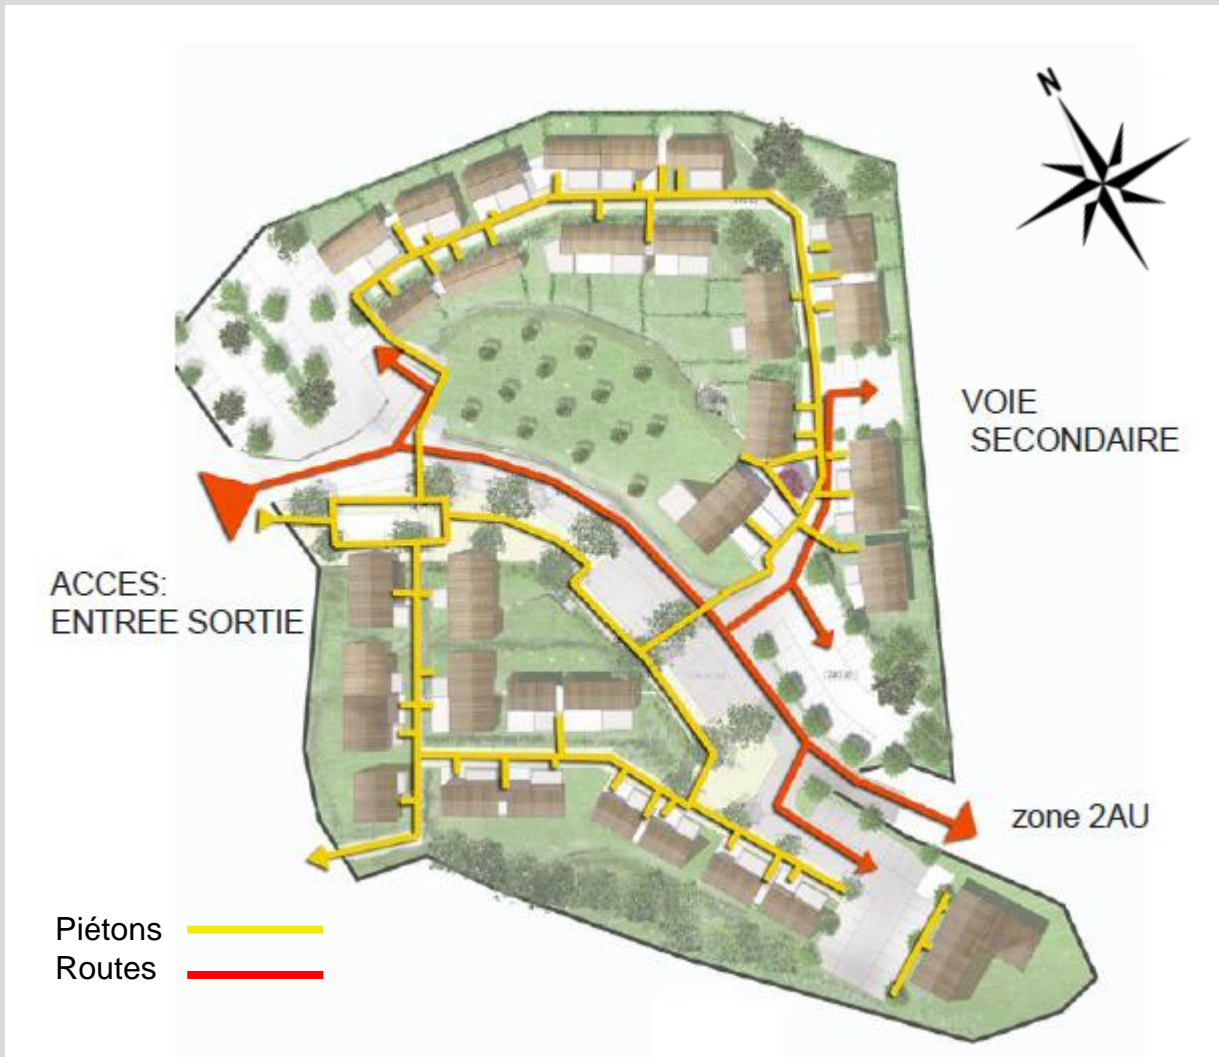 N
VOIE
SECONDAIRE
ACCES:
ENTREE SORTIE
zone 2AU
Piétons
Routes